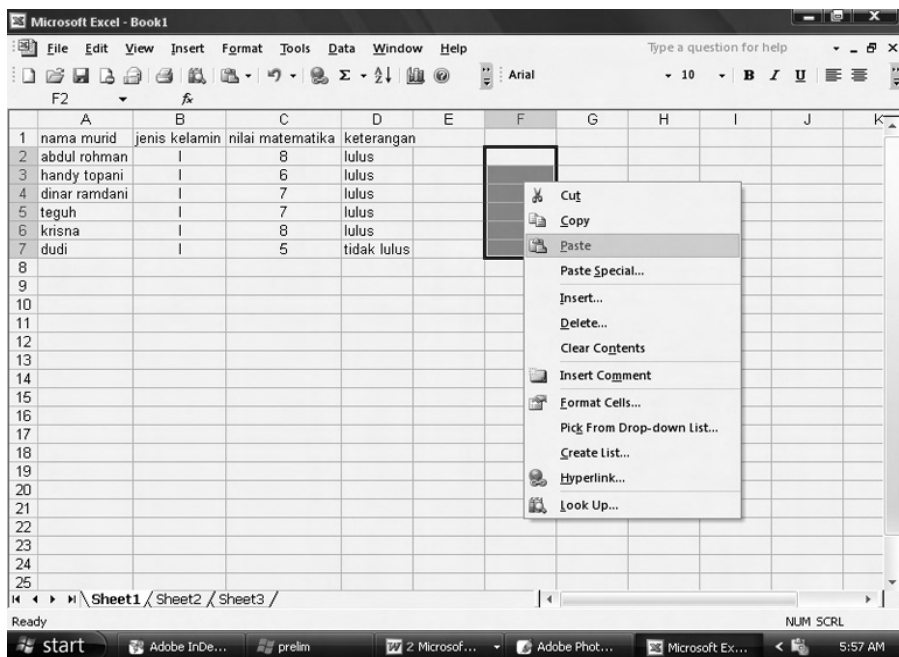 Microsoft Excel - Book1
File Edit View Insert Format Tools Data Window Help Type a question for help
Σ Arial 10 B I U
F2 fx
A B C D E F G H I J K
1 nama murid jenis kelamin nilai matematika keterangan
2 abdul rohman l 8 lulus
3 handy topani l 6 lulus
4 dinar ramdani l 7 lulus
5 teguh l 7 lulus
6 krisna l 8 lulus
7 dudi l 5 tidak lulus
8
9
10
11
12
13
14
15
16
17
18
19
20
21
22
23
24
25
Cut
Copy
Paste
Paste Special...
Insert...
Delete...
Clear Contents
Insert Comment
Format Cells...
Pick From Drop-down List...
Create List...
Hyperlink...
Look Up...
Sheet1 Sheet2 Sheet3
Ready NUM SCRL
start Adobe InDe... prelim 2 Microsof... Adobe Phot... Microsoft Ex... 5:57 AM